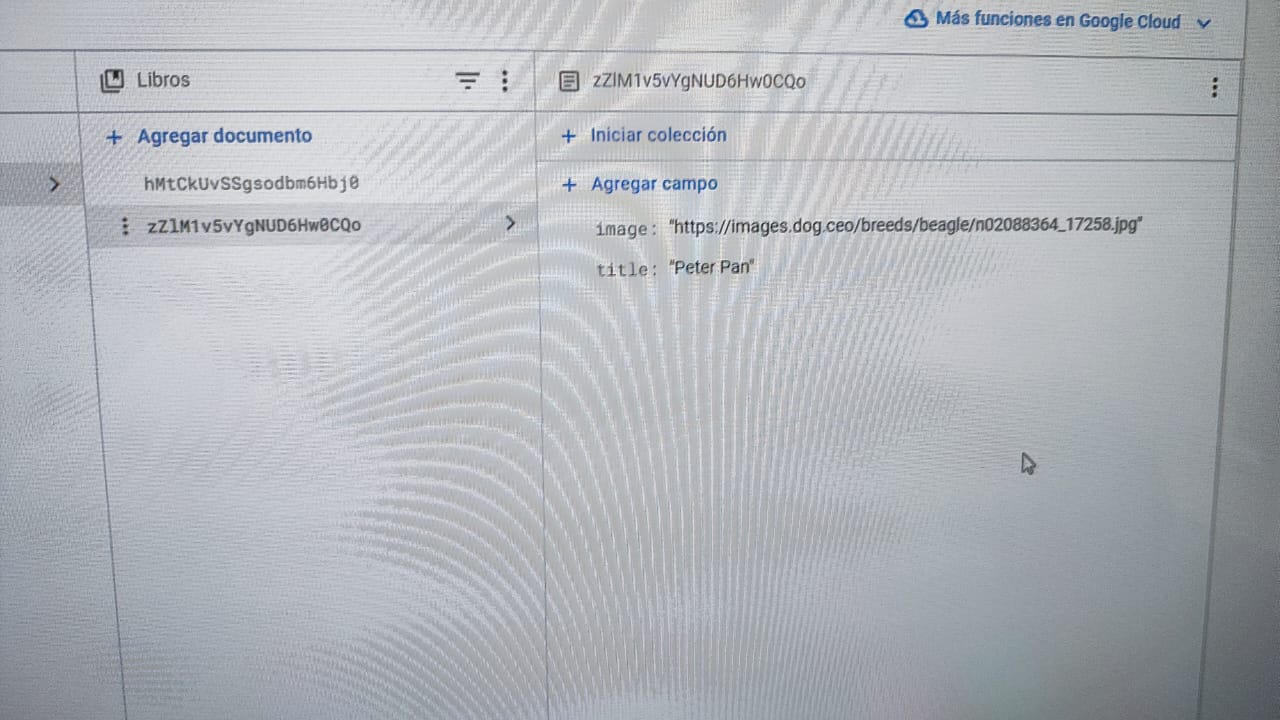 Más funciones en Google Cloud
Libros
zZlM1v5vYgNUD6Hw0CQo
Agregar documento
Iniciar colección
hMtCkUvSSgsodbm6Hbj0
Agregar campo
zZlM1v5vYgNUD6Hw0CQo
image: "https://images.dog.ceo/breeds/beagle/n02088364_17258.jpg"
title: "Peter Pan"